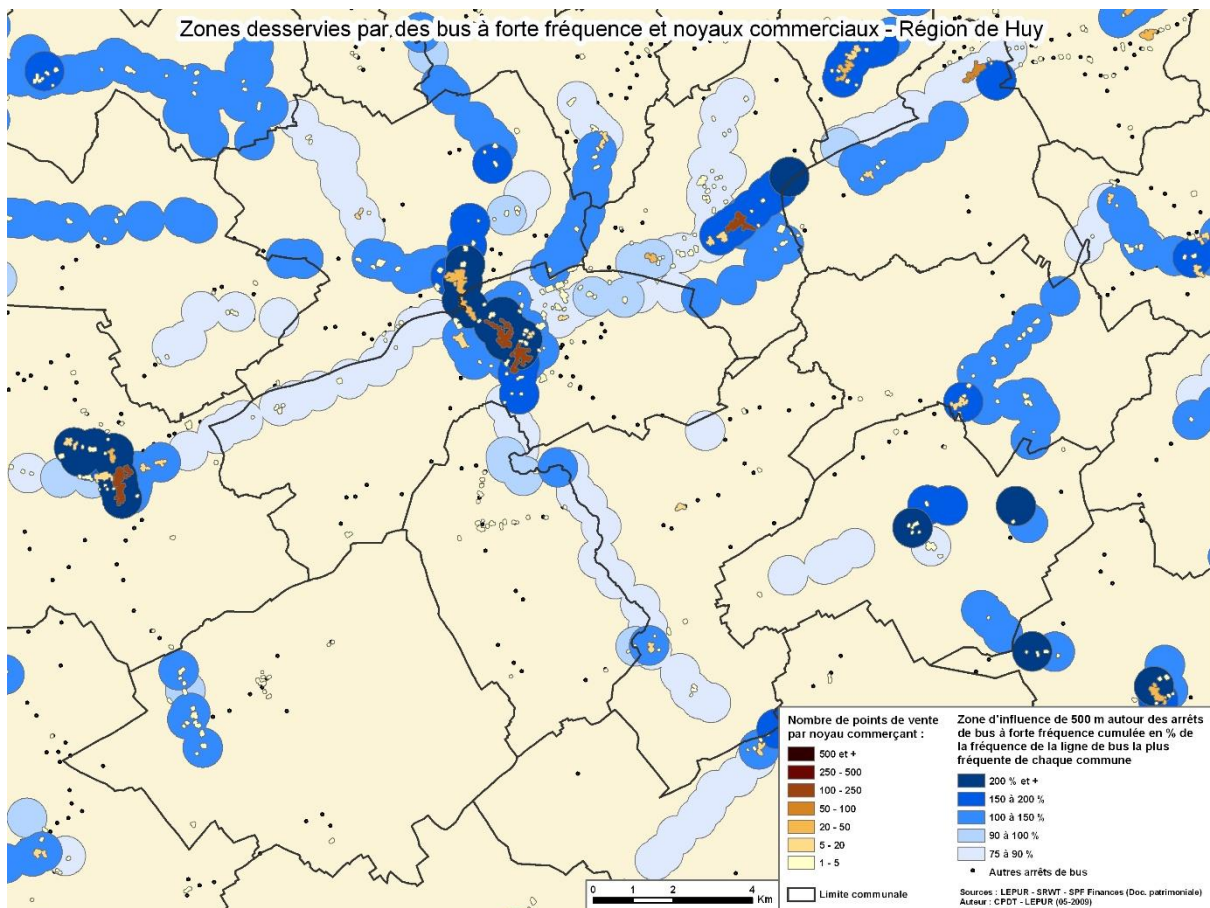 Zones desservies par des bus à forte fréquence et noyaux commerciaux - Région de Huy
Nombre de points de vente
par noyau commerçant :
500 et +
250 - 500
100 - 250
50 - 100
20 - 50
5 - 20
1 - 5
Limite communale
Zone d'influence de 500 m autour des arrêts
de bus à forte fréquence cumulée en % de
la fréquence de la ligne de bus la plus
fréquente de chaque commune
200 % et +
150 à 200 %
100 à 150 %
90 à 100 %
75 à 90 %
Autres arrêts de bus
0 1 2 4
Km
Sources : LEPUR - SRWT - SPF Finances (Doc. patrimoniale)
Auteur : CPDT - LEPUR (05-2009)